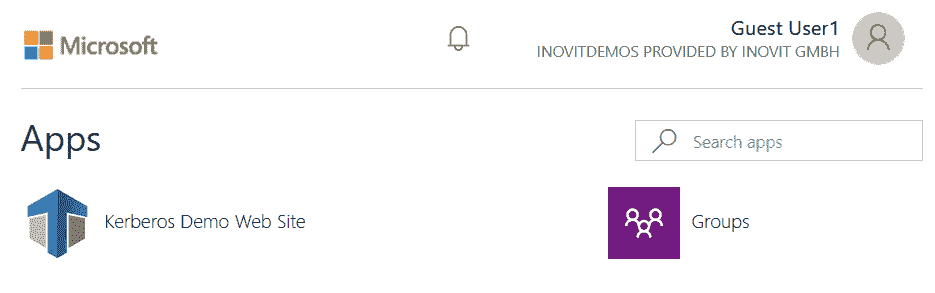 Microsoft
Guest User1
INOVITDEMOS PROVIDED BY INOVIT GMBH
Apps
Search apps
Kerberos Demo Web Site
Groups